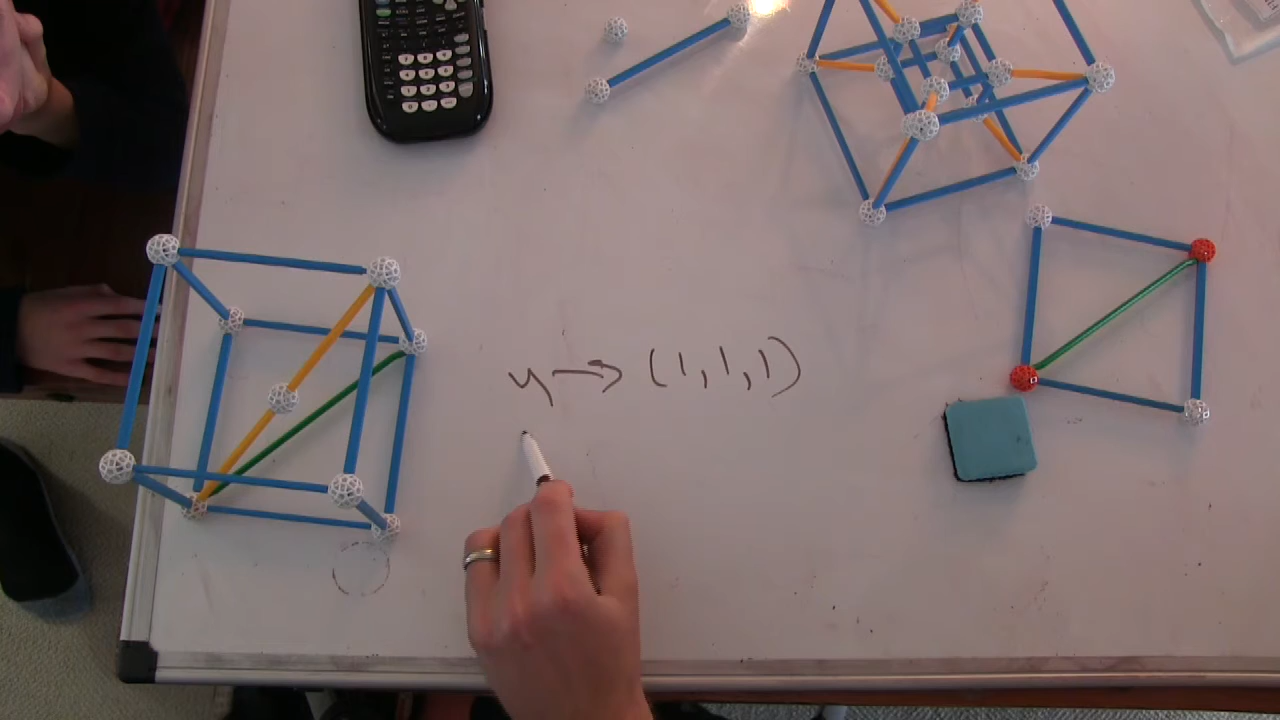 y → (1,1,1)